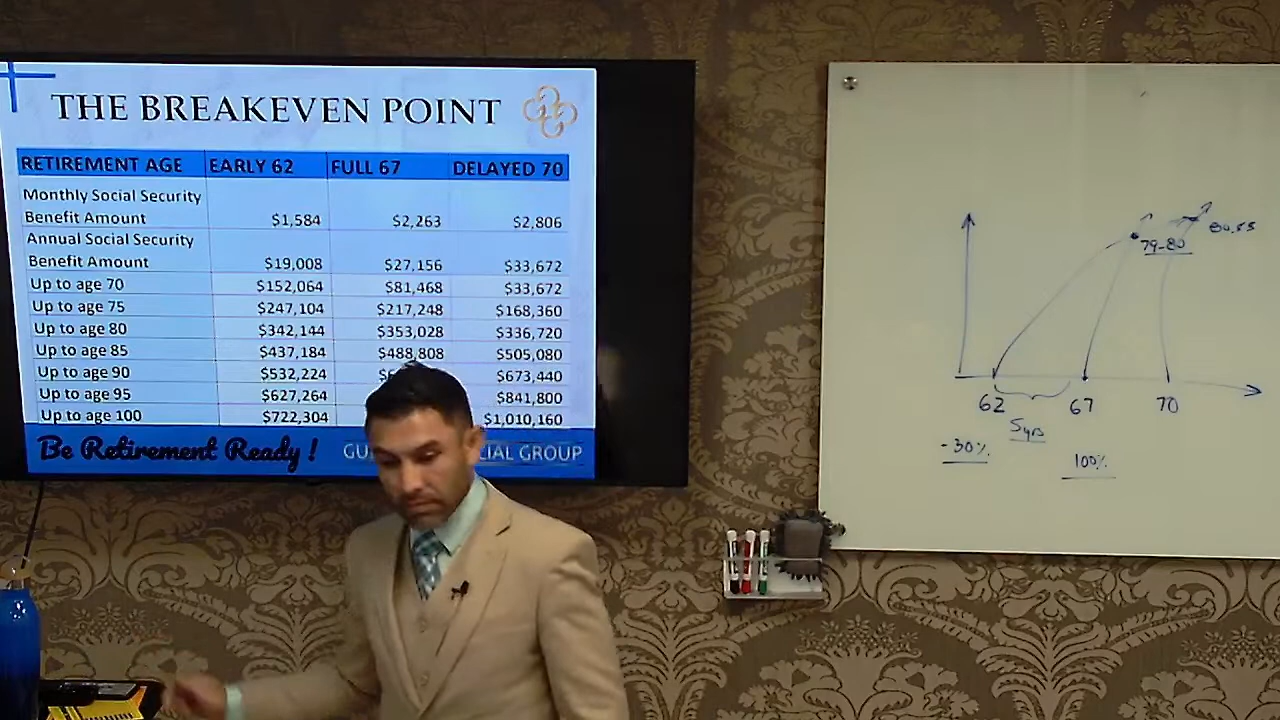 THE BREAKEVEN POINT
RETIREMENT AGE EARLY 62 FULL 67 DELAYED 70
Monthly Social Security
Benefit Amount $1,584 $2,263 $2,806
Annual Social Security
Benefit Amount $19,008 $27,156 $33,672
Up to age 70 $152,064 $81,468 $33,672
Up to age 75 $247,104 $217,248 $168,360
Up to age 80 $342,144 $353,028 $336,720
Up to age 85 $437,184 $488,808 $505,080
Up to age 90 $532,224 $673,440
Up to age 95 $627,264 $841,800
Up to age 100 $722,304 $1,010,160
Be Retirement Ready !
GROUP
79-80
62 67 70
5yrs
-30%
100%